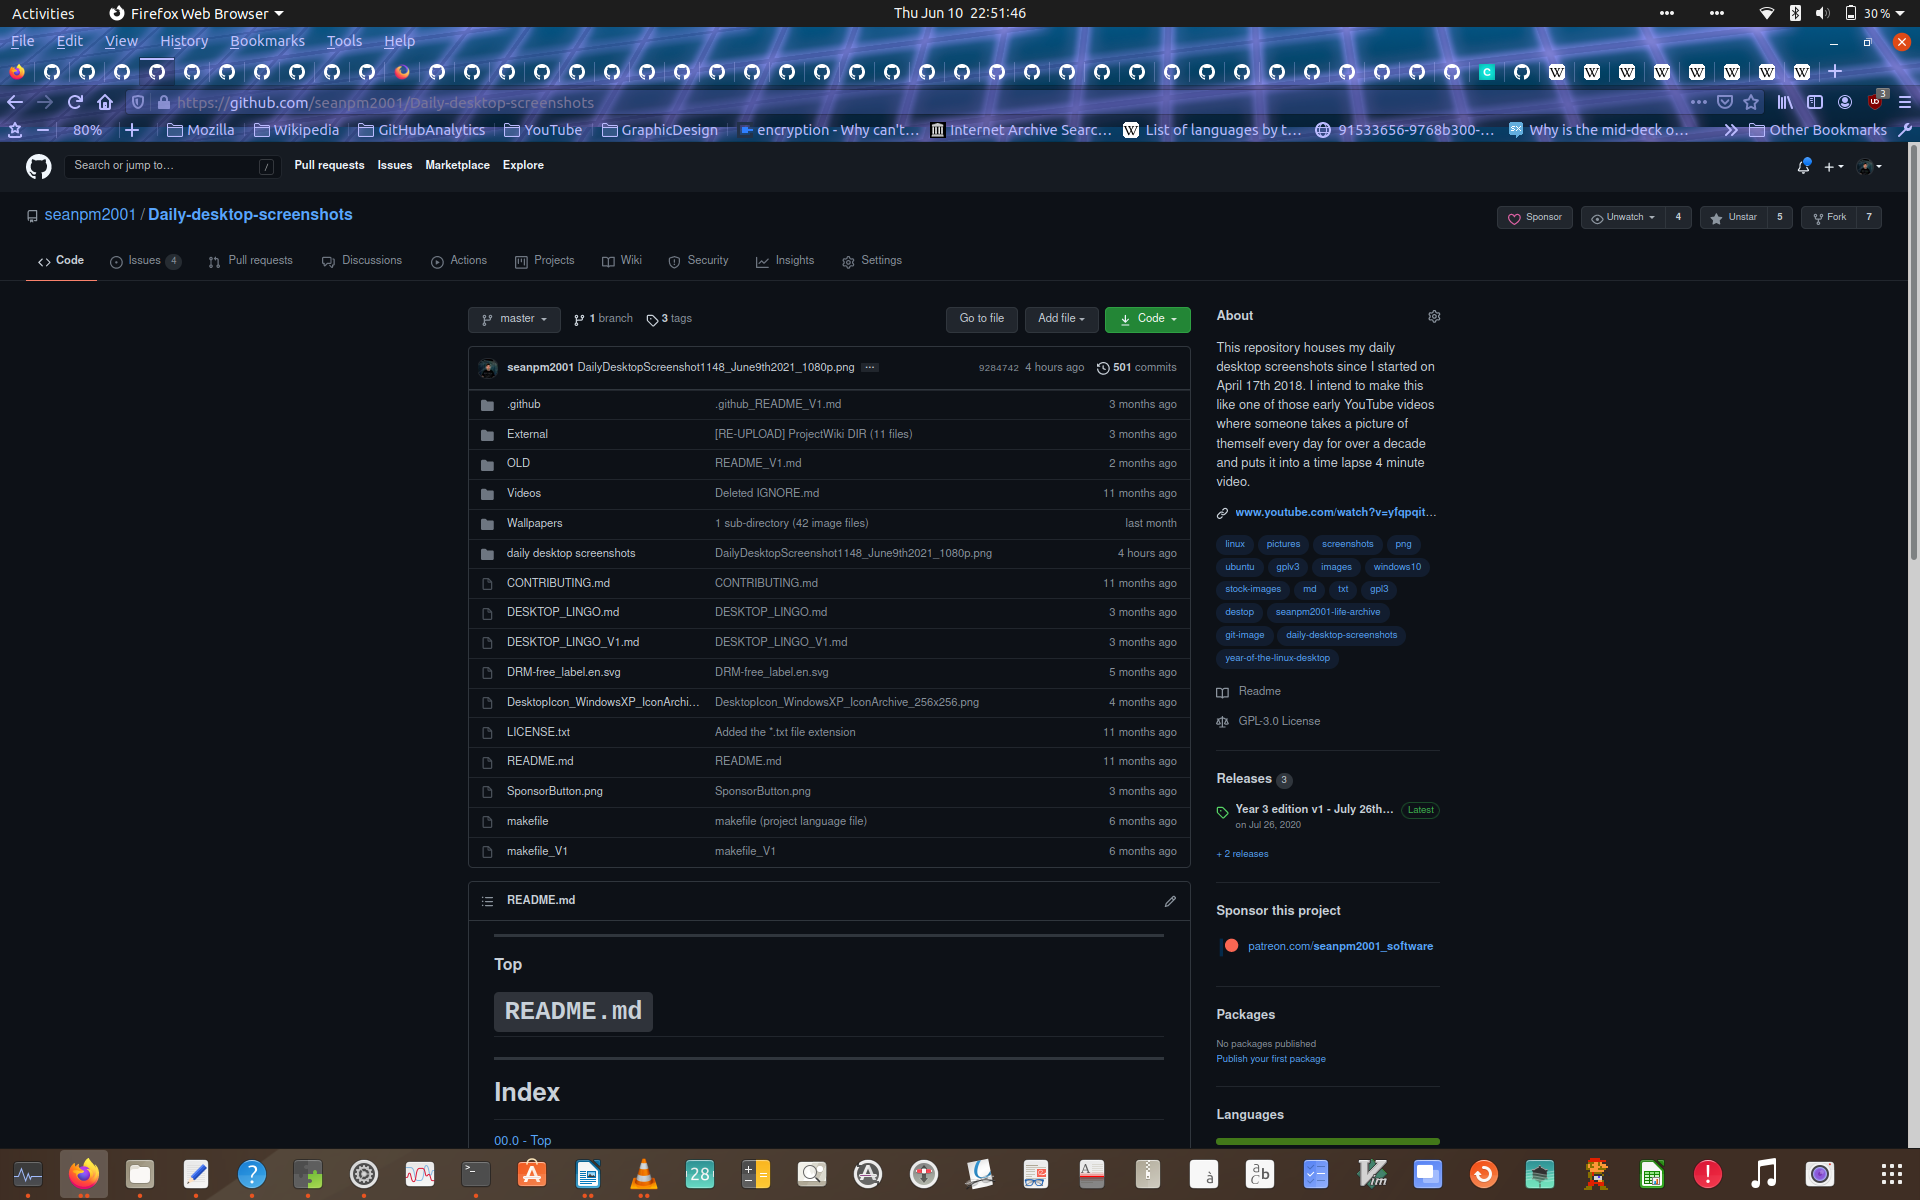 Activities Firefox Web Browser Thu Jun 10 22:51:46 30 %
File Edit View History Bookmarks Tools Help
https://github.com/seanpm2001/Daily-desktop-screenshots 3
80% Mozilla Wikipedia GitHubAnalytics YouTube GraphicDesign encryption - Why can't… Internet Archive Searc… List of languages by t… 91533656-9768b300-… Why is the mid-deck o… Other Bookmarks
Search or jump to… / Pull requests Issues Marketplace Explore
seanpm2001 / Daily-desktop-screenshots Sponsor Unwatch 4 Unstar 5 Fork 7
Code Issues 4 Pull requests Discussions Actions Projects Wiki Security Insights Settings
master 1 branch 3 tags Go to file Add file Code
seanpm2001 DailyDesktopScreenshot1148_June9th2021_1080p.png ... 9284742 4 hours ago 501 commits
.github .github_README_V1.md 3 months ago
External [RE-UPLOAD] ProjectWiki DIR (11 files) 3 months ago
OLD README_V1.md 2 months ago
Videos Deleted IGNORE.md 11 months ago
Wallpapers 1 sub-directory (42 image files) last month
daily desktop screenshots DailyDesktopScreenshot1148_June9th2021_1080p.png 4 hours ago
CONTRIBUTING.md CONTRIBUTING.md 11 months ago
DESKTOP_LINGO.md DESKTOP_LINGO.md 3 months ago
DESKTOP_LINGO_V1.md DESKTOP_LINGO_V1.md 3 months ago
DRM-free_label.en.svg DRM-free_label.en.svg 5 months ago
DesktopIcon_WindowsXP_IconArchi… DesktopIcon_WindowsXP_IconArchive_256x256.png 4 months ago
LICENSE.txt Added the *.txt file extension 11 months ago
README.md README.md 11 months ago
SponsorButton.png SponsorButton.png 3 months ago
makefile makefile (project language file) 6 months ago
makefile_V1 makefile_V1 6 months ago
README.md
Top
README.md
Index
00.0 - Top
About
This repository houses my daily
desktop screenshots since I started on
April 17th 2018. I intend to make this
like one of those early YouTube videos
where someone takes a picture of
themself every day for over a decade
and puts it into a time lapse 4 minute
video.
www.youtube.com/watch?v=yfqpqit…
linux pictures screenshots png
ubuntu gplv3 images windows10
stock-images md txt gpl3
destop seanpm2001-life-archive
git-image daily-desktop-screenshots
year-of-the-linux-desktop
Readme
GPL-3.0 License
Releases 3
Year 3 edition v1 - July 26th… Latest
on Jul 26, 2020
+ 2 releases
Sponsor this project
patreon.com/seanpm2001_software
Packages
No packages published
Publish your first package
Languages
28